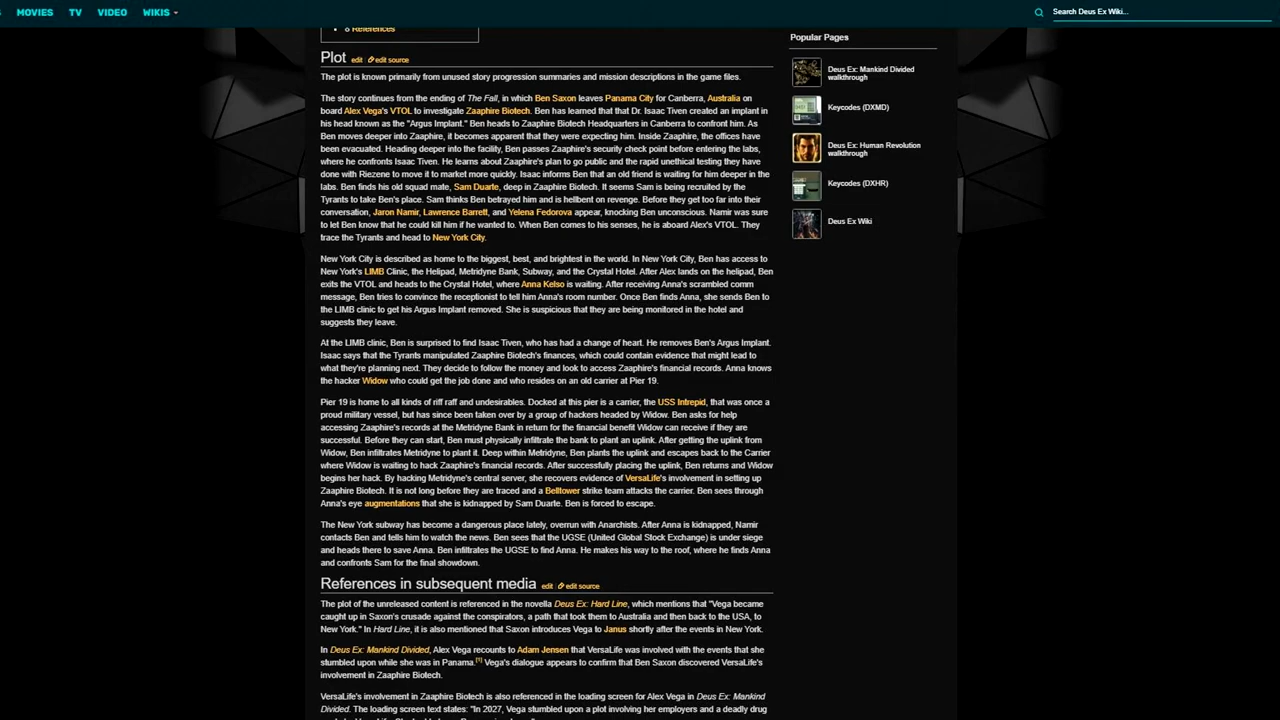 MOVIES TV VIDEO WIKIS
Search Deus Ex Wiki...
8 References
Plot edit edit source
The plot is known primarily from unused story progression summaries and mission descriptions in the game files.
The story continues from the ending of The Fall, in which Ben Saxon leaves Panama City for Canberra, Australia on
board Alex Vega's VTOL to investigate Zaaphire Biotech. Ben has learned that that Dr. Isaac Tiven created an implant in
his head known as the "Argus Implant." Ben heads to Zaaphire Biotech Headquarters in Canberra to confront him. As
Ben moves deeper into Zaaphire, it becomes apparent that they were expecting him. Inside Zaaphire, the offices have
been evacuated. Heading deeper into the facility, Ben passes Zaaphire's security check point before entering the labs,
where he confronts Isaac Tiven. He learns about Zaaphire's plan to go public and the rapid unethical testing they have
done with Riezene to move it to market more quickly. Isaac informs Ben that an old friend is waiting for him deeper in the
labs. Ben finds his old squad mate, Sam Duarte, deep in Zaaphire Biotech. It seems Sam is being recruited by the
Tyrants to take Ben's place. Sam thinks Ben betrayed him and is hellbent on revenge. Before they get too far into their
conversation, Jaron Namir, Lawrence Barrett, and Yelena Fedorova appear, knocking Ben unconscious. Namir was sure
to let Ben know that he could kill him if he wanted to. When Ben comes to his senses, he is aboard Alex's VTOL. They
trace the Tyrants and head to New York City.
New York City is described as home to the biggest, best, and brightest in the world. In New York City, Ben has access to
New York's LIMB Clinic, the Helipad, Metridyne Bank, Subway, and the Crystal Hotel. After Alex lands on the helipad, Ben
exits the VTOL and heads to the Crystal Hotel, where Anna Kelso is waiting. After receiving Anna's scrambled comm
message, Ben tries to convince the receptionist to tell him Anna's room number. Once Ben finds Anna, she sends Ben to
the LIMB clinic to get his Argus Implant removed. She is suspicious that they are being monitored in the hotel and
suggests they leave.
At the LIMB clinic, Ben is surprised to find Isaac Tiven, who has had a change of heart. He removes Ben's Argus Implant.
Isaac says that the Tyrants manipulated Zaaphire Biotech's finances, which could contain evidence that might lead to
what they're planning next. They decide to follow the money and look to access Zaaphire's financial records. Anna knows
the hacker Widow who could get the job done and who resides on an old carrier at Pier 19.
Pier 19 is home to all kinds of riff raff and undesirables. Docked at this pier is a carrier, the USS Intrepid, that was once a
proud military vessel, but has since been taken over by a group of hackers headed by Widow. Ben asks for help
accessing Zaaphire's records at the Metridyne Bank in return for the financial benefit Widow can receive if they are
successful. Before they can start, Ben must physically infiltrate the bank to plant an uplink. After getting the uplink from
Widow, Ben infiltrates Metridyne to plant it. Deep within Metridyne, Ben plants the uplink and escapes back to the Carrier
where Widow is waiting to hack Zaaphire's financial records. After successfully placing the uplink, Ben returns and Widow
begins her hack. By hacking Metridyne's central server, she recovers evidence of VersaLife's involvement in setting up
Zaaphire Biotech. It is not long before they are traced and a Belltower strike team attacks the carrier. Ben sees through
Anna's eye augmentations that she is kidnapped by Sam Duarte. Ben is forced to escape.
The New York subway has become a dangerous place lately, overrun with Anarchists. After Anna is kidnapped, Namir
contacts Ben and tells him to watch the news. Ben sees that the UGSE (United Global Stock Exchange) is under siege
and heads there to save Anna. Ben infiltrates the UGSE to find Anna. He makes his way to the roof, where he finds Anna
and confronts Sam for the final showdown.
References in subsequent media edit edit source
The plot of the unreleased content is referenced in the novella Deus Ex: Hard Line, which mentions that "Vega became
caught up in Saxon's crusade against the conspirators, a path that took them to Australia and then back to the USA, to
New York." In Hard Line, it is also mentioned that Saxon introduces Vega to Janus shortly after the events in New York.
In Deus Ex: Mankind Divided, Alex Vega recounts to Adam Jensen that VersaLife was involved with the events that she
stumbled upon while she was in Panama.[1] Vega's dialogue appears to confirm that Ben Saxon discovered VersaLife's
involvement in Zaaphire Biotech.
VersaLife's involvement in Zaaphire Biotech is also referenced in the loading screen for Alex Vega in Deus Ex: Mankind
Divided. The loading screen text states: "In 2027, Vega stumbled upon a plot involving her employers and a deadly drug
Popular Pages
Deus Ex: Mankind Divided
walkthrough
Keycodes (DXMD)
Deus Ex: Human Revolution
walkthrough
Keycodes (DXHR)
Deus Ex Wiki